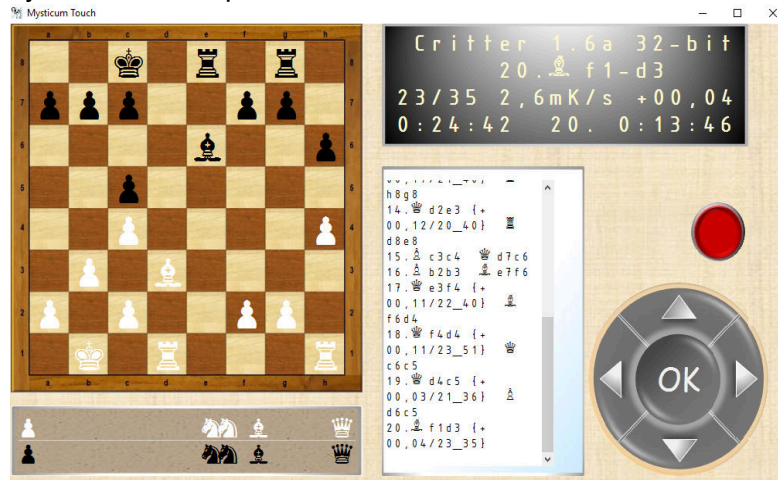 Mysticum Touch
Critter 1.6a 32-bit
20.♗ f1-d3
23/35 2,6mK/s +00,04
0:24:42 20. 0:13:46
a b c d e f g h
8
7
6
5
4
3
2
1
a b c d e f g h
h8g8
14.♕ d2e3 {+
00,12/20_40} ♜
d8e8
15.♙ c3c4 ♛ d7c6
16.♙ b2b3 ♝ e7f6
17.♕ e3f4 {+
00,11/22_40} ♝
f6d4
18.♕ f4d4 {+
00,11/23_51} ♛
c6c5
19.♕ d4c5 {+
00,03/21_36} ♙
d6c5
20.♗ f1d3 {+
00,04/23_35}
OK